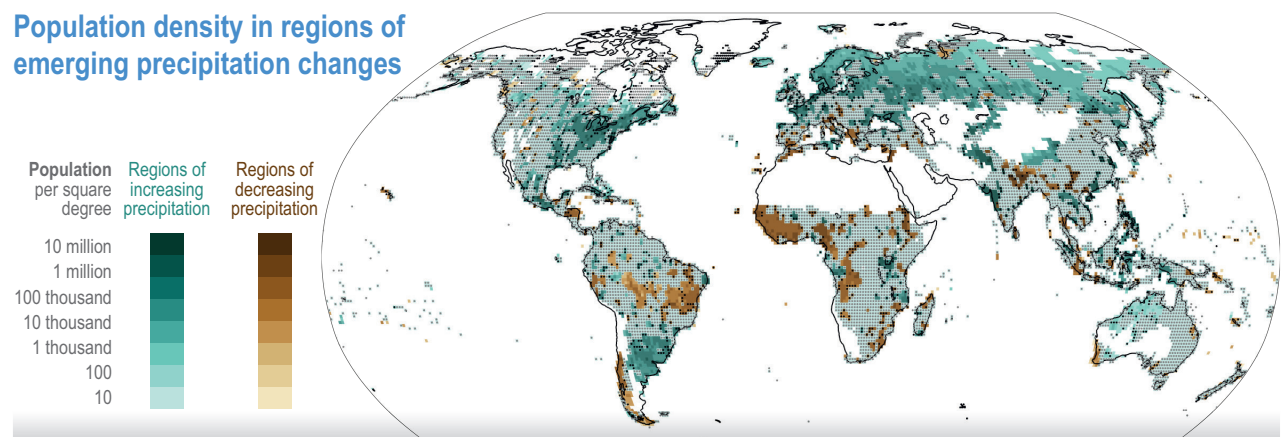 Population density in regions of
emerging precipitation changes
Population
per square
degree
Regions of
increasing
precipitation
Regions of
decreasing
precipitation
10 million
1 million
100 thousand
10 thousand
1 thousand
100
10